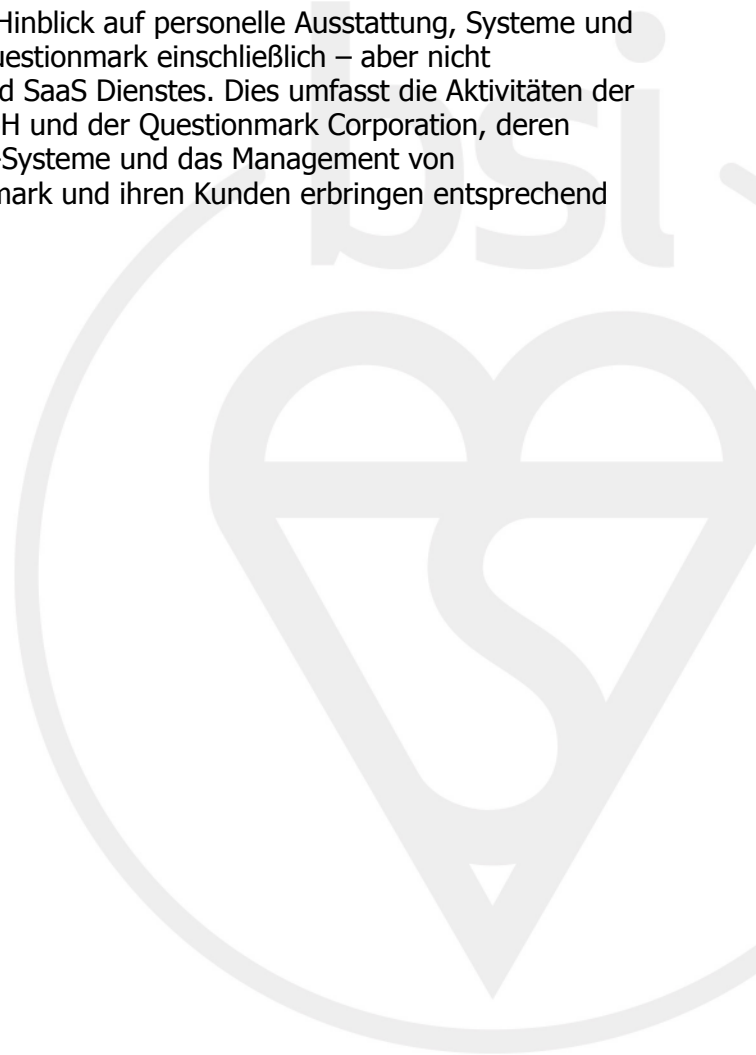 Hinblick auf personelle Ausstattung, Systeme und
uestionmark einschließlich – aber nicht
d SaaS Dienstes. Dies umfasst die Aktivitäten der
H und der Questionmark Corporation, deren
-Systeme und das Management von
mark und ihren Kunden erbringen entsprechend
bsi